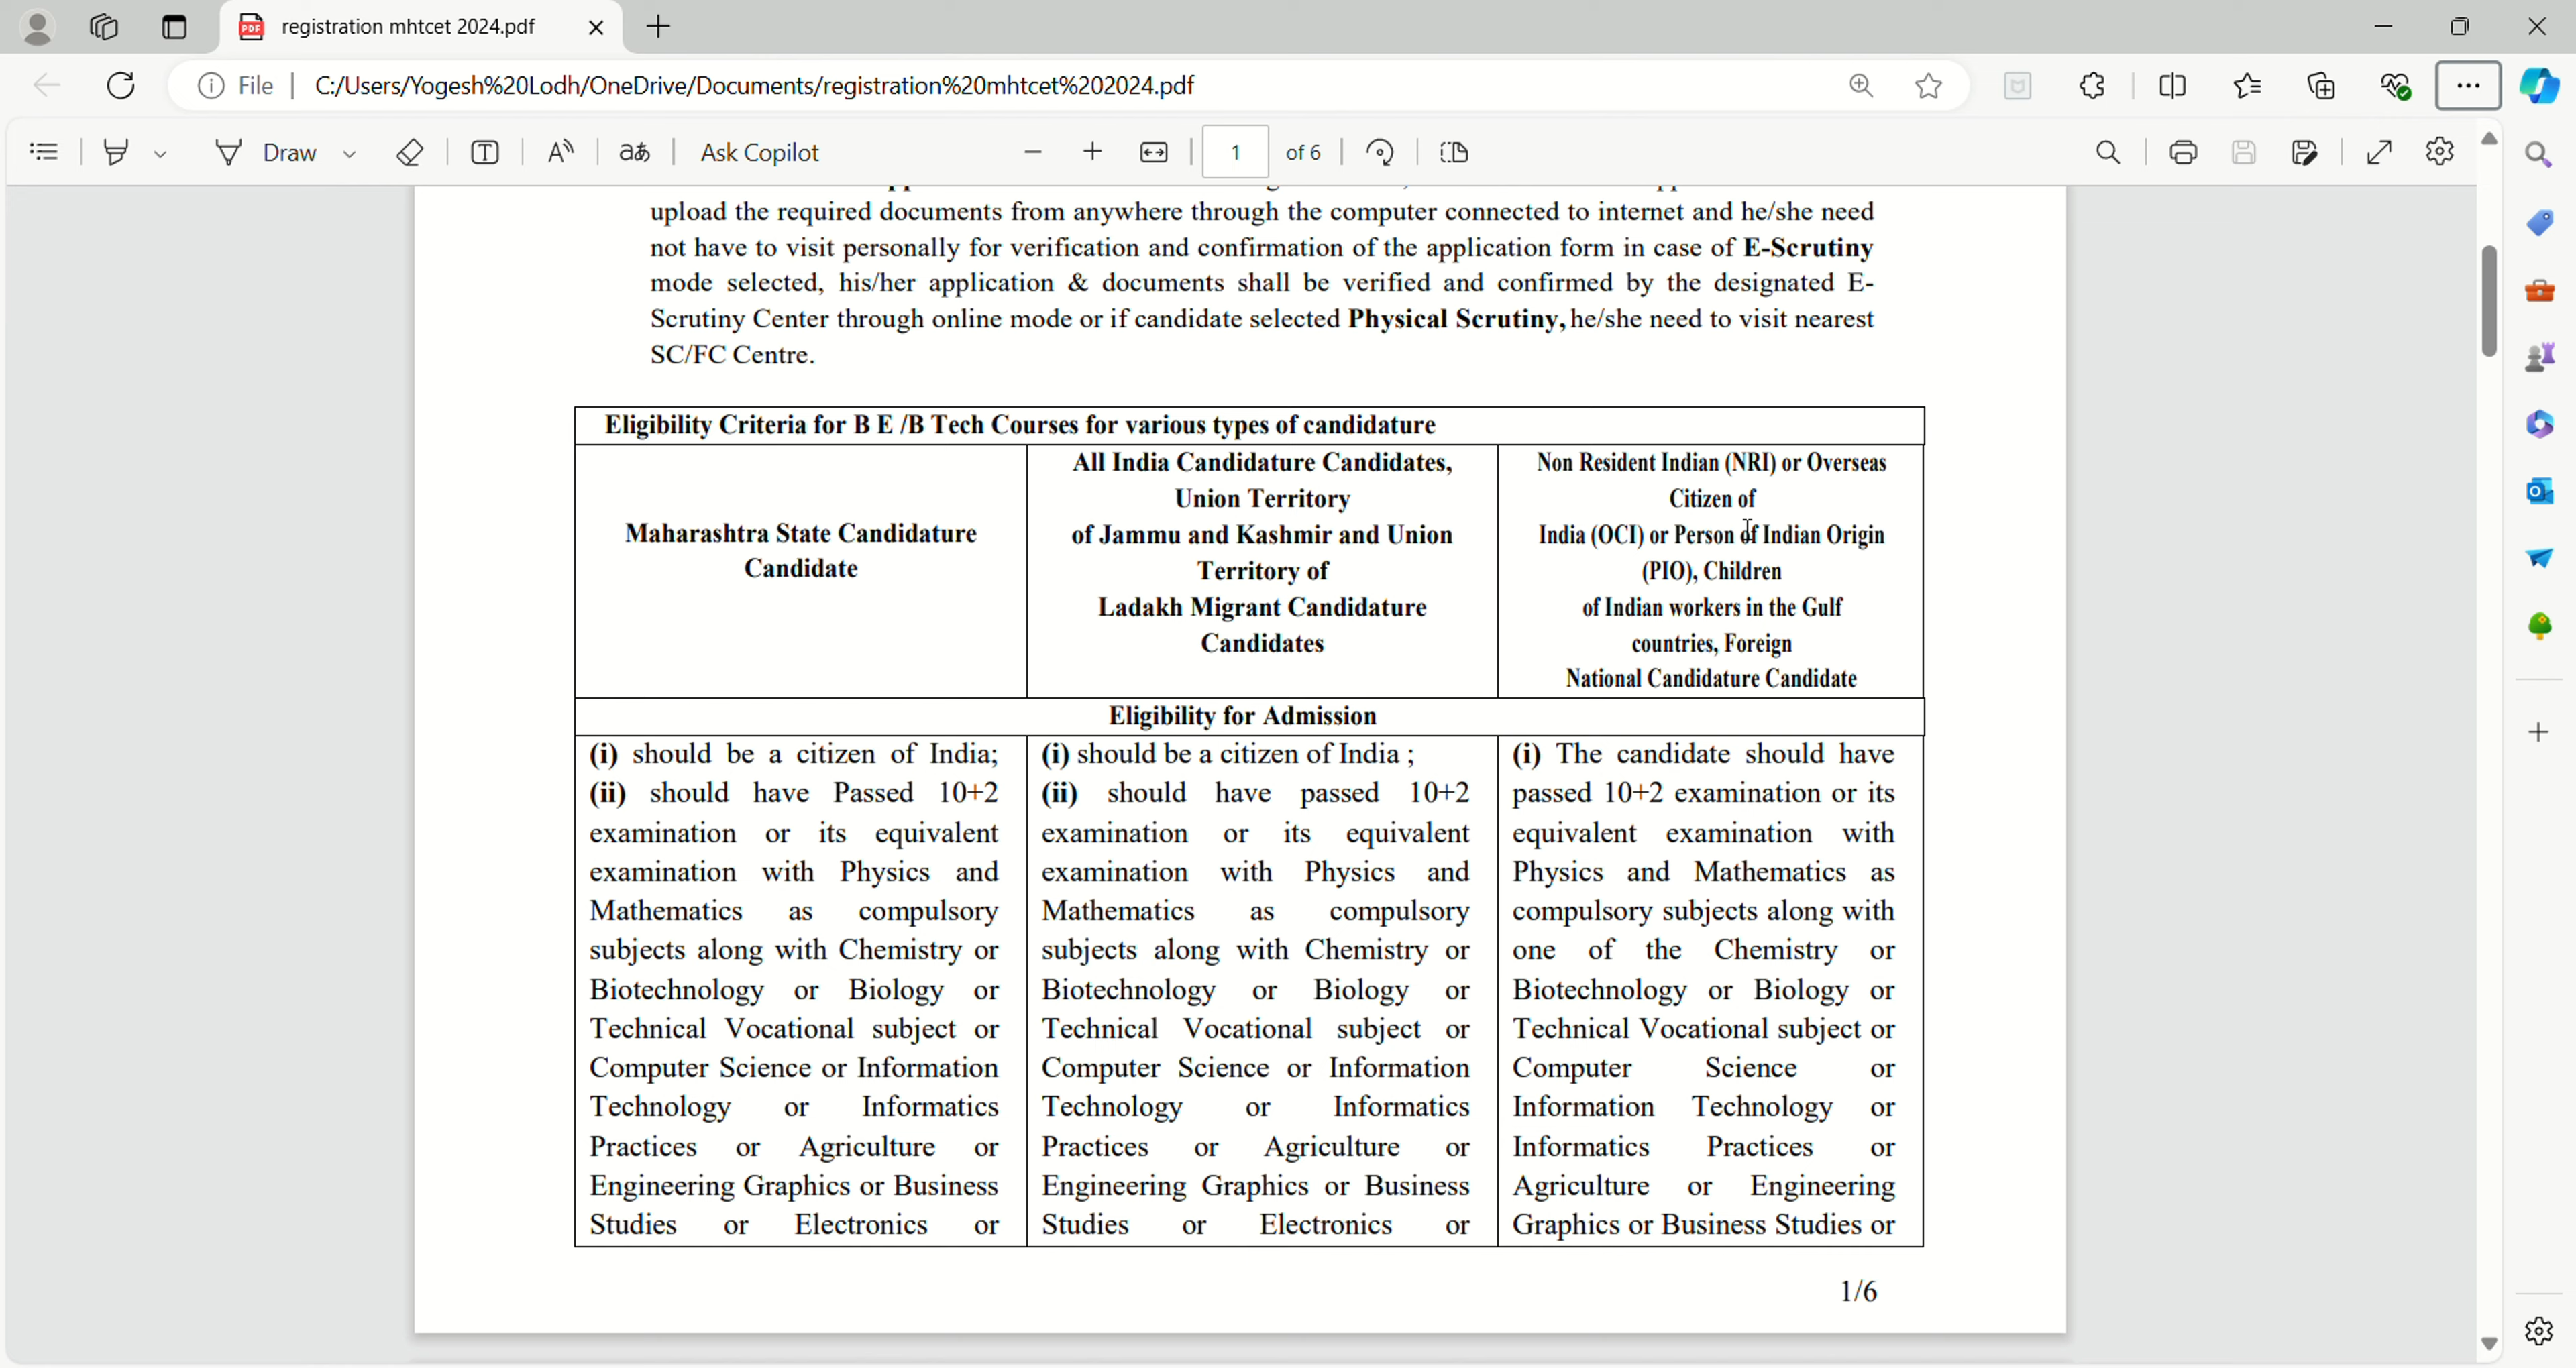 registration mhtcet 2024.pdf
File
C:/Users/Yogesh%20Lodh/OneDrive/Documents/registration%20mhtcet%202024.pdf
Draw
Ask Copilot
1 of 6
upload the required documents from anywhere through the computer connected to internet and he/she need
not have to visit personally for verification and confirmation of the application form in case of E-Scrutiny
mode selected, his/her application & documents shall be verified and confirmed by the designated E-
Scrutiny Center through online mode or if candidate selected Physical Scrutiny, he/she need to visit nearest
SC/FC Centre.
Eligibility Criteria for B E /B Tech Courses for various types of candidature
Maharashtra State Candidature
Candidate
All India Candidature Candidates,
Union Territory
of Jammu and Kashmir and Union
Territory of
Ladakh Migrant Candidature
Candidates
Non Resident Indian (NRI) or Overseas
Citizen of
India (OCI) or Person of Indian Origin
(PIO), Children
of Indian workers in the Gulf
countries, Foreign
National Candidature Candidate
Eligibility for Admission
(i) should be a citizen of India;
(ii) should have Passed 10+2
examination or its equivalent
examination with Physics and
Mathematics as compulsory
subjects along with Chemistry or
Biotechnology or Biology or
Technical Vocational subject or
Computer Science or Information
Technology or Informatics
Practices or Agriculture or
Engineering Graphics or Business
Studies or Electronics or
(i) should be a citizen of India ;
(ii) should have passed 10+2
examination or its equivalent
examination with Physics and
Mathematics as compulsory
subjects along with Chemistry or
Biotechnology or Biology or
Technical Vocational subject or
Computer Science or Information
Technology or Informatics
Practices or Agriculture or
Engineering Graphics or Business
Studies or Electronics or
(i) The candidate should have
passed 10+2 examination or its
equivalent examination with
Physics and Mathematics as
compulsory subjects along with
one of the Chemistry or
Biotechnology or Biology or
Technical Vocational subject or
Computer Science or
Information Technology or
Informatics Practices or
Agriculture or Engineering
Graphics or Business Studies or
1/6